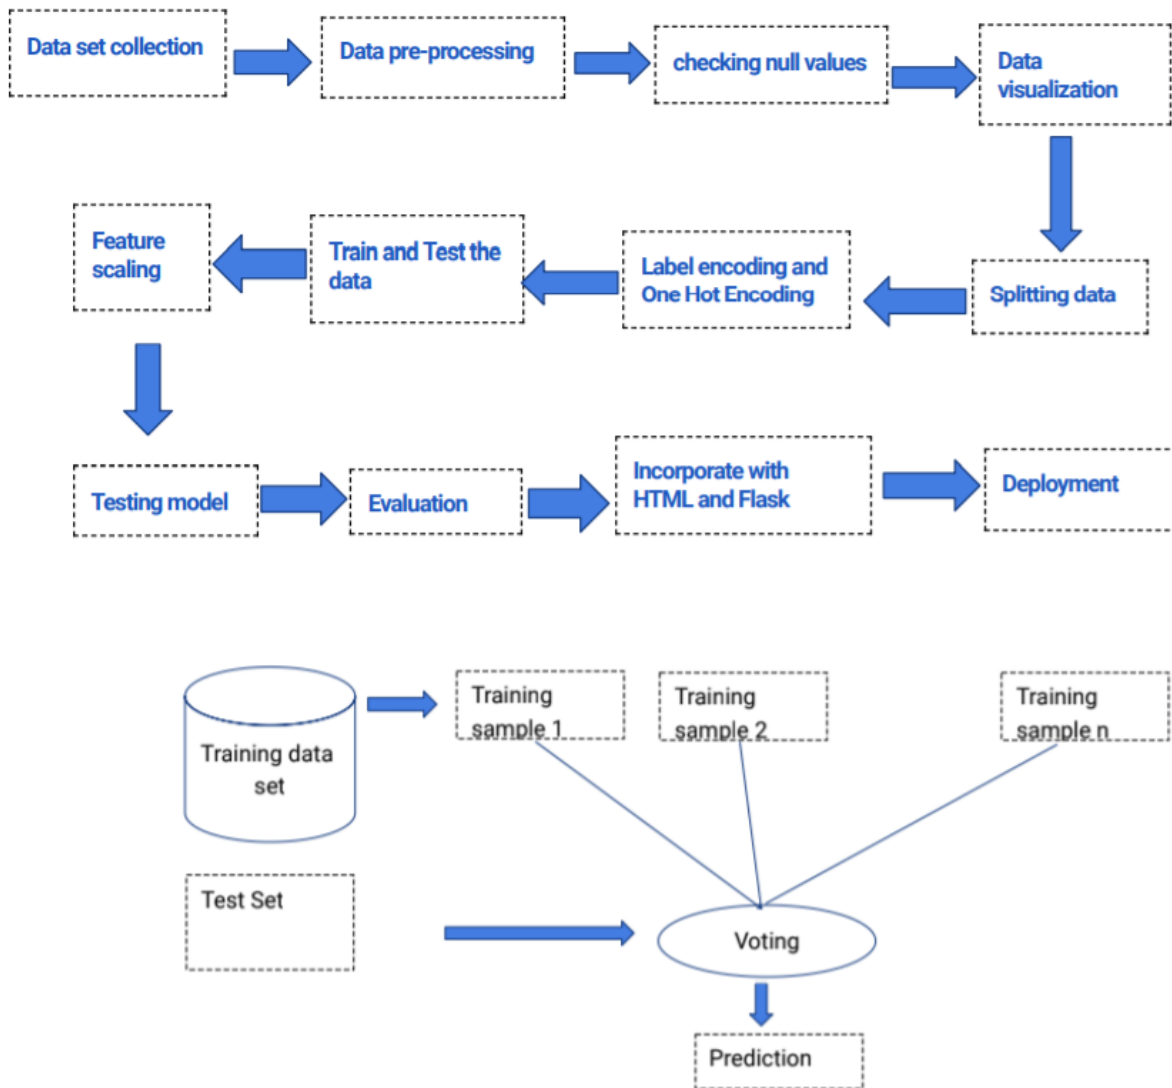 Data set collection
Data pre-processing
checking null values
Data
visualization
Splitting data
Label encoding and
One Hot Encoding
Train and Test the
data
Feature
scaling
Testing model
Evaluation
Incorporate with
HTML and Flask
Deployment
Training data
set
Training
sample 1
Training
sample 2
Training
sample n
Test Set
Voting
Prediction